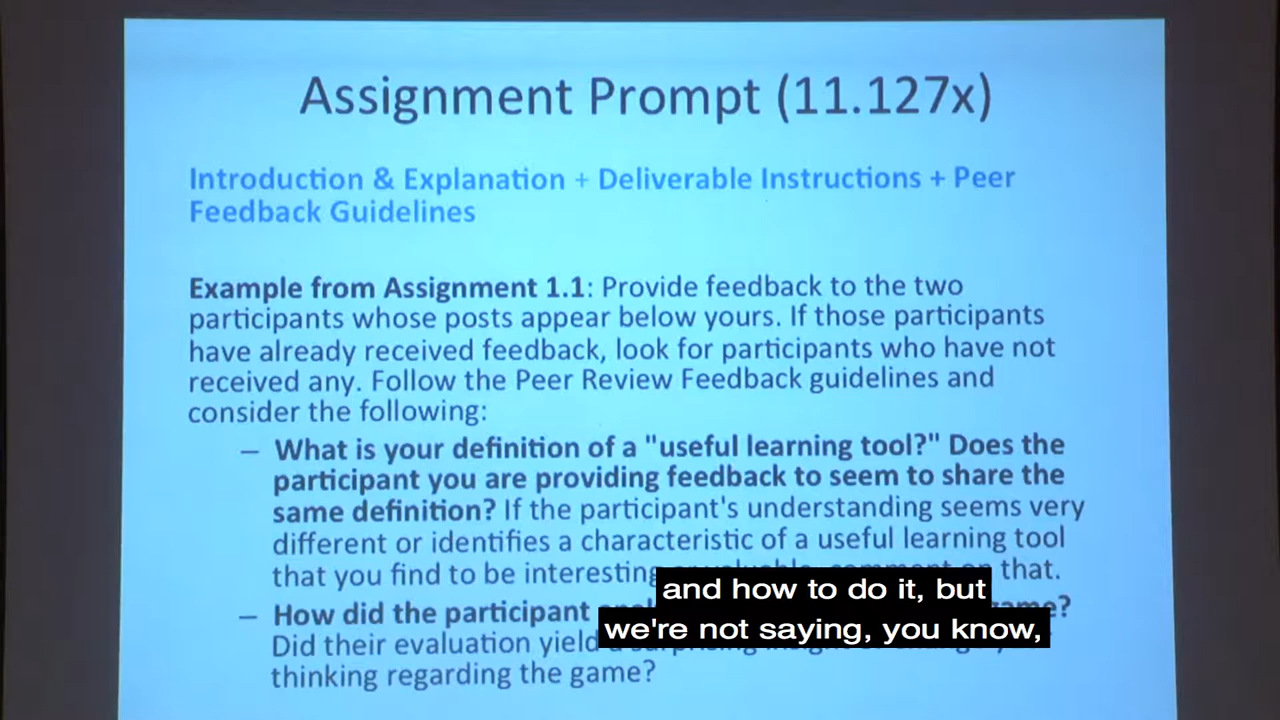 Assignment Prompt (11.127x)
Introduction & Explanation + Deliverable Instructions + Peer
Feedback Guidelines
Example from Assignment 1.1: Provide feedback to the two
participants whose posts appear below yours. If those participants
have already received feedback, look for participants who have not
received any. Follow the Peer Review Feedback guidelines and
consider the following:
– What is your definition of a "useful learning tool?" Does the
participant you are providing feedback to seem to share the
same definition? If the participant's understanding seems very
different or identifies a characteristic of a useful learning tool
that you find to be interesting or valuable, comment on that.
– How did the participant game?
Did their evaluation yield
thinking regarding the game?
and how to do it, but
we're not saying, you know,